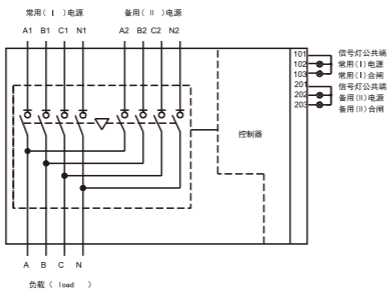 常用( I )电源 备用( II )电源
A1 B1 C1 N1 A2 B2 C2 N2
101 信号灯公共端
102 常用(I)电源
103 常用(I)合闸
201 信号灯公共端
202 备用(II)电源
203 备用(II)合闸
控制器
A B C N
负载( load )